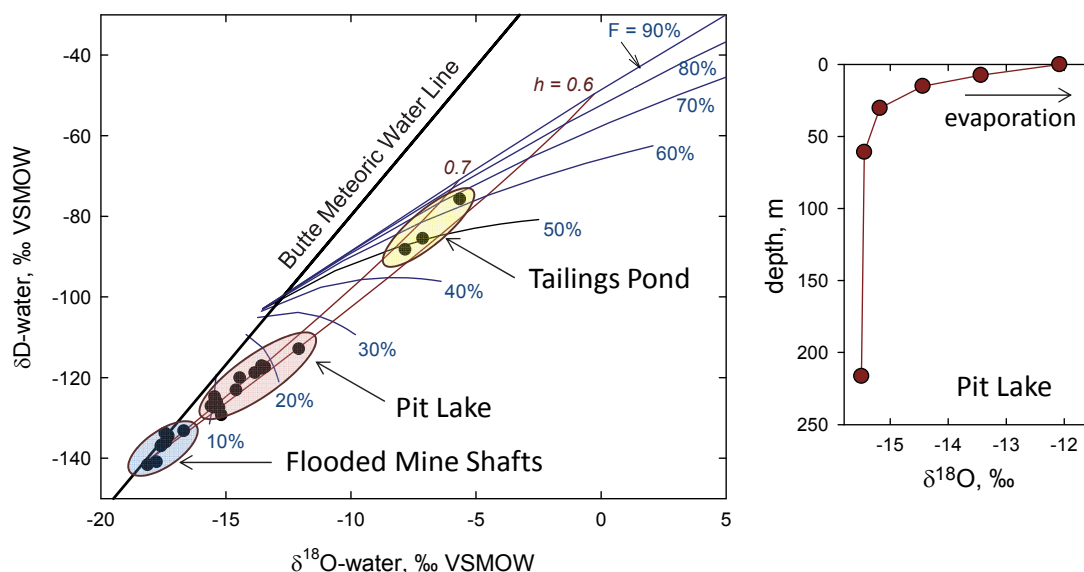 δD-water, ‰ VSMOW
-40
-60
-80
-100
-120
-140
-20
-15
-10
-5
0
5
δ¹⁸O-water, ‰ VSMOW
Butte Meteoric Water Line
F = 90%
80%
70%
60%
50%
40%
30%
20%
10%
h = 0.6
0.7
Tailings Pond
Pit Lake
Flooded Mine Shafts
depth, m
0
50
100
150
200
250
evaporation
Pit Lake
-15
-14
-13
-12
δ¹⁸O, ‰